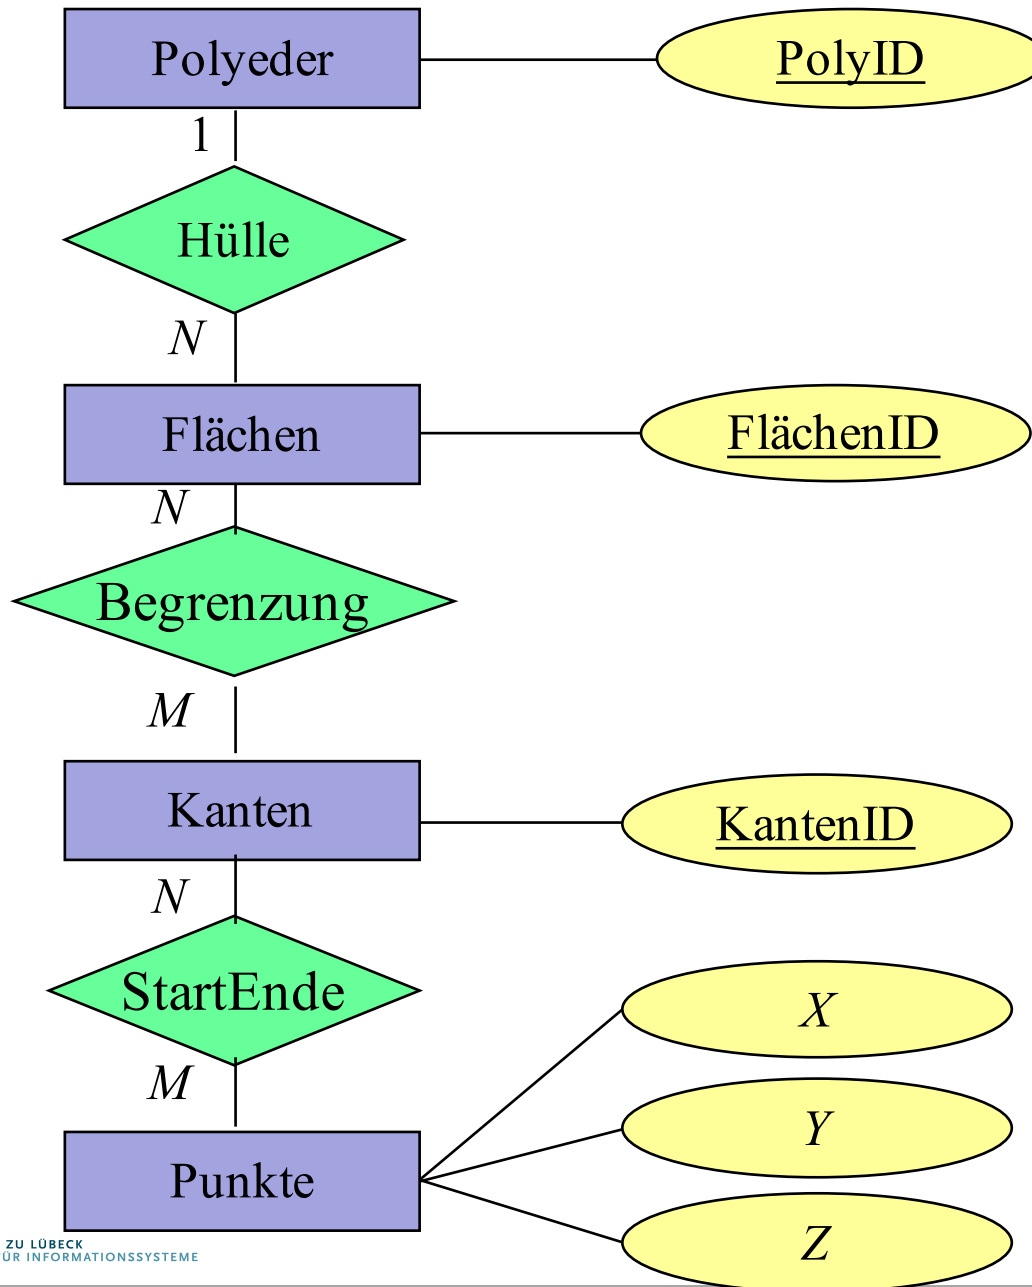 Polyeder
PolyID
1
Hülle
N
Flächen
FlächenID
N
Begrenzung
M
Kanten
KantenID
N
StartEnde
X
M
Y
Punkte
Z
ZU LÜBECK
ÜR INFORMATIONSSYSTEME